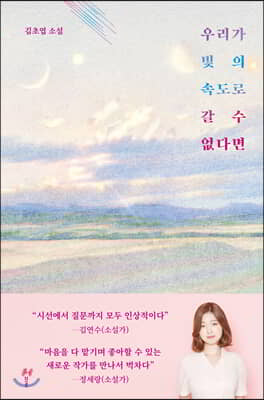 김초엽 소설
우리가
빛의
속도로
갈 수
없다면
“시선에서 질문까지 모두 인상적이다”
—김연수(소설가)
“마음을 다 맡기며 좋아할 수 있는
새로운 작가를 만나서 벅차다”
—정세랑(소설가)